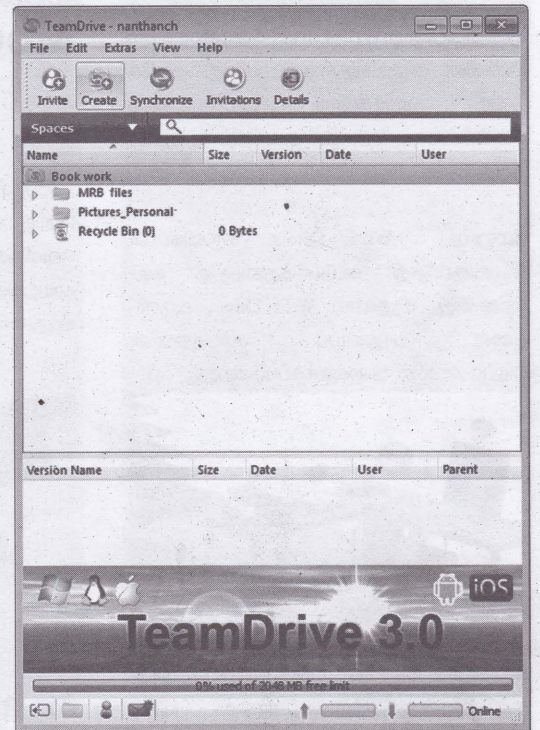 TeamDrive - nanthanch
File Edit Extras View Help
Invite Create Synchronize Invitations Details
Spaces
Name Size Version Date User
Book work
MRB files
Pictures_Personal
Recycle Bin (0) 0 Bytes
Version Name Size Date User Parent
iOS
TeamDrive 3.0
0% used of 2048 MB free limit
Online